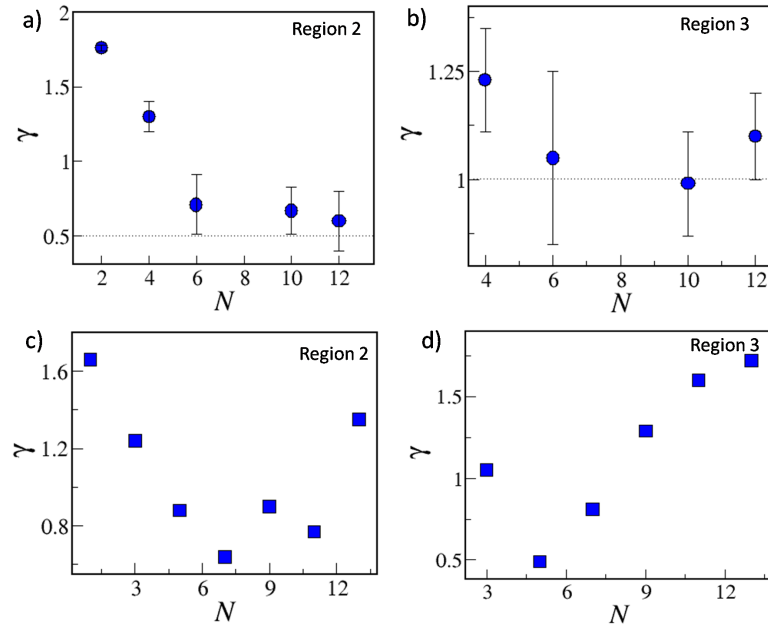 a)
Region 2
2
1.5
1
0.5
γ
2 4 6 8 10 12
N
b)
Region 3
1.25
1
γ
4 6 8 10 12
N
c)
Region 2
1.6
1.2
0.8
γ
3 6 9 12
N
d)
Region 3
1.5
1
0.5
γ
3 6 9 12
N